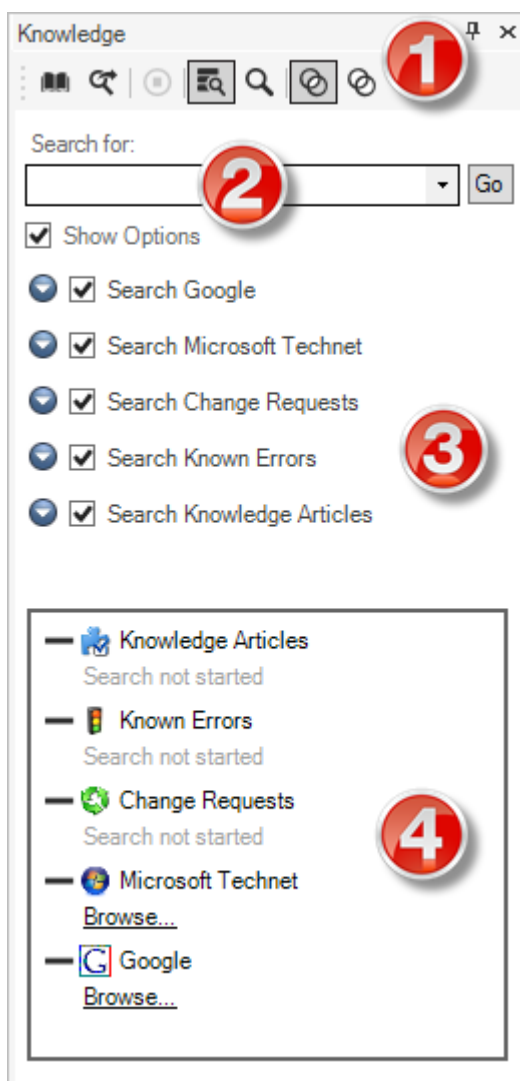 Knowledge
1
Search for:
2
Go
Show Options
Search Google
Search Microsoft Technet
Search Change Requests
3
Search Known Errors
Search Knowledge Articles
Knowledge Articles
Search not started
Known Errors
Search not started
Change Requests
Search not started
4
Microsoft Technet
Browse...
G Google
Browse...